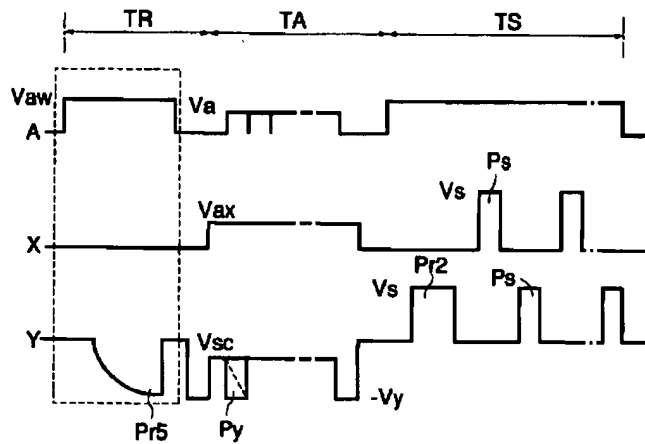 TR TA TS
Vaw Va
A
Ps
Vax Vs
X
Pr2 Ps
Vs
Y Vsc
-Vy
Pr5 Py